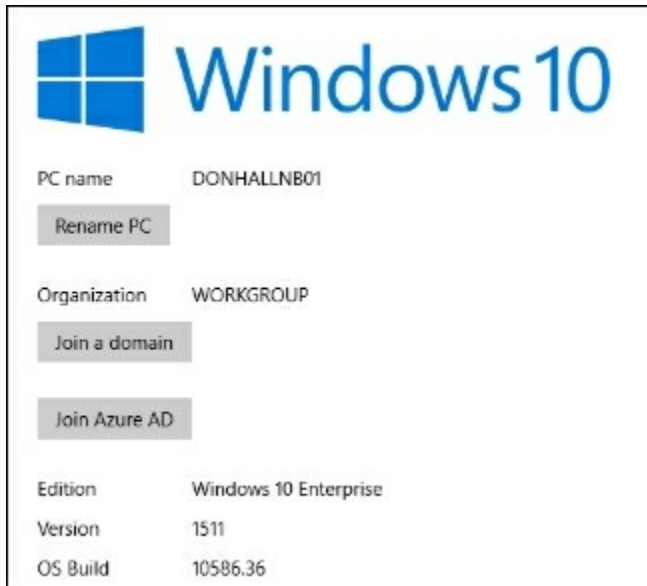 Windows 10
PC name DONHALLNB01
Rename PC
Organization WORKGROUP
Join a domain
Join Azure AD
Edition Windows 10 Enterprise
Version 1511
OS Build 10586.36